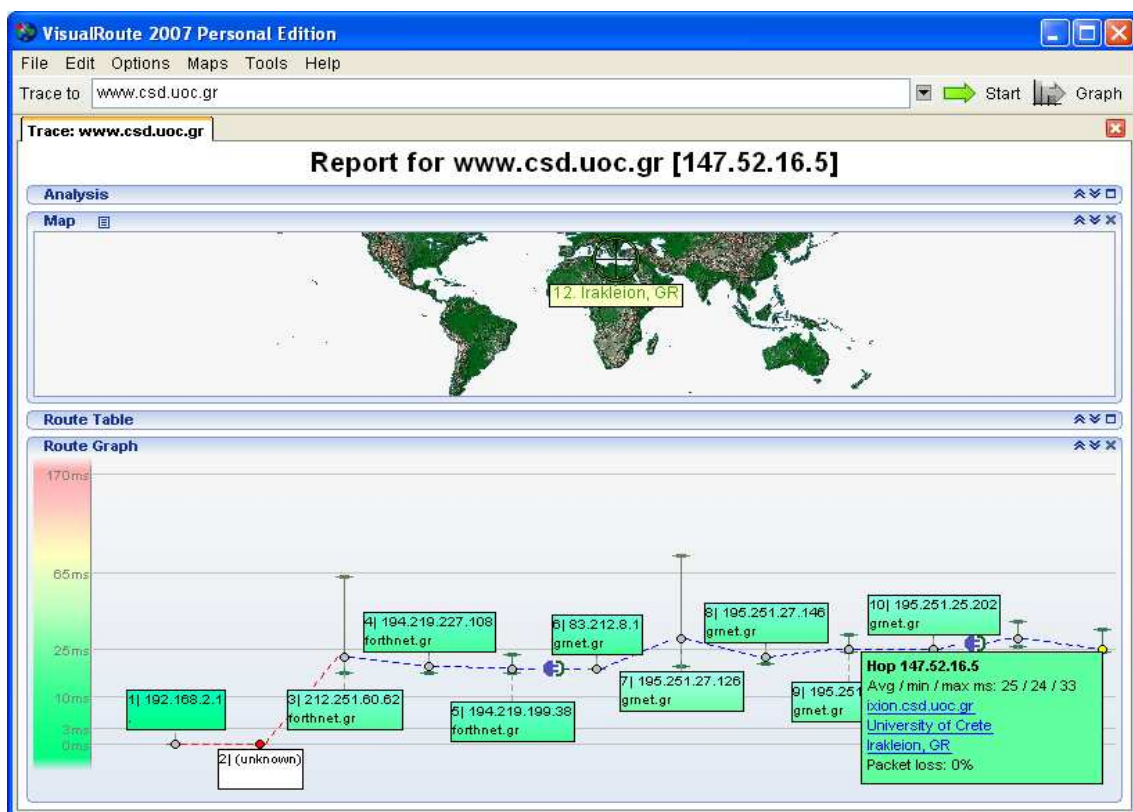 VisualRoute 2007 Personal Edition
File Edit Options Maps Tools Help
Trace to www.csd.uoc.gr Start Graph
Trace: www.csd.uoc.gr
Report for www.csd.uoc.gr [147.52.16.5]
Analysis
Map
12. Irakleion, GR
Route Table
Route Graph
170ms
65ms
25ms
10ms
3ms
0ms
1| 192.168.2.1
.
2| (unknown)
3| 212.251.60.62
forthnet.gr
4| 194.219.227.108
forthnet.gr
5| 194.219.199.38
forthnet.gr
6| 83.212.8.1
grnet.gr
7| 195.251.27.126
grnet.gr
8| 195.251.27.146
grnet.gr
9| 195.251
grnet.gr
10| 195.251.25.202
grnet.gr
Hop 147.52.16.5
Avg / min / max ms: 25 / 24 / 33
ixion.csd.uoc.gr
University of Crete
Irakleion, GR
Packet loss: 0%